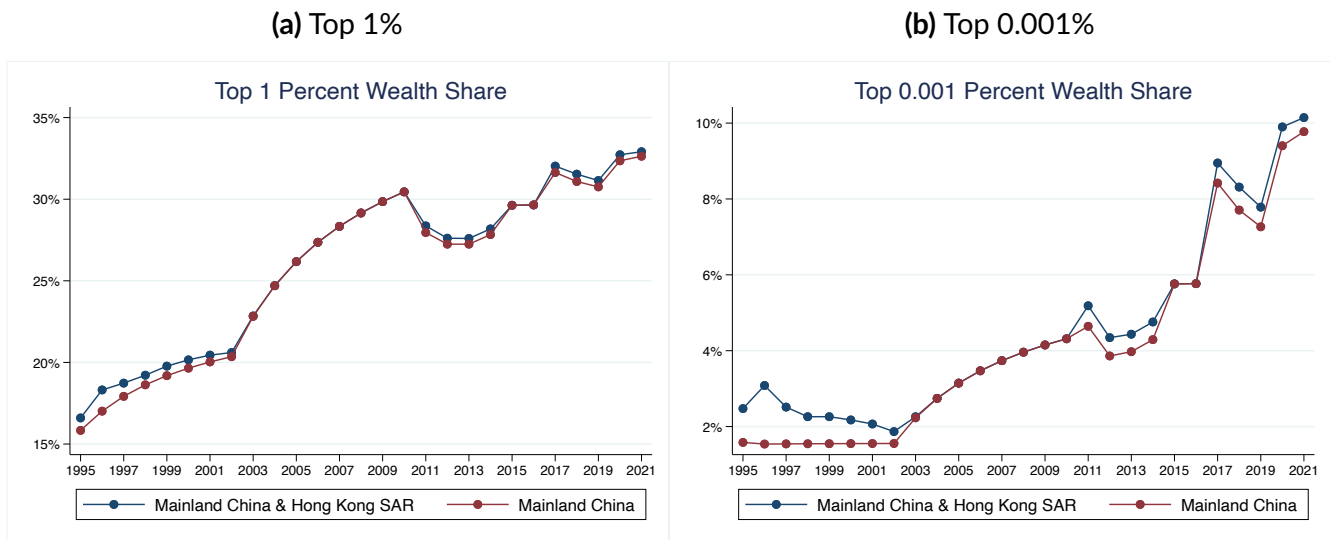 (a) Top 1%
Top 1 Percent Wealth Share
35%
30%
25%
20%
15%
1995 1997 1999 2001 2003 2005 2007 2009 2011 2013 2015 2017 2019 2021
Mainland China & Hong Kong SAR Mainland China
(b) Top 0.001%
Top 0.001 Percent Wealth Share
10%
8%
6%
4%
2%
1995 1997 1999 2001 2003 2005 2007 2009 2011 2013 2015 2017 2019 2021
Mainland China & Hong Kong SAR Mainland China